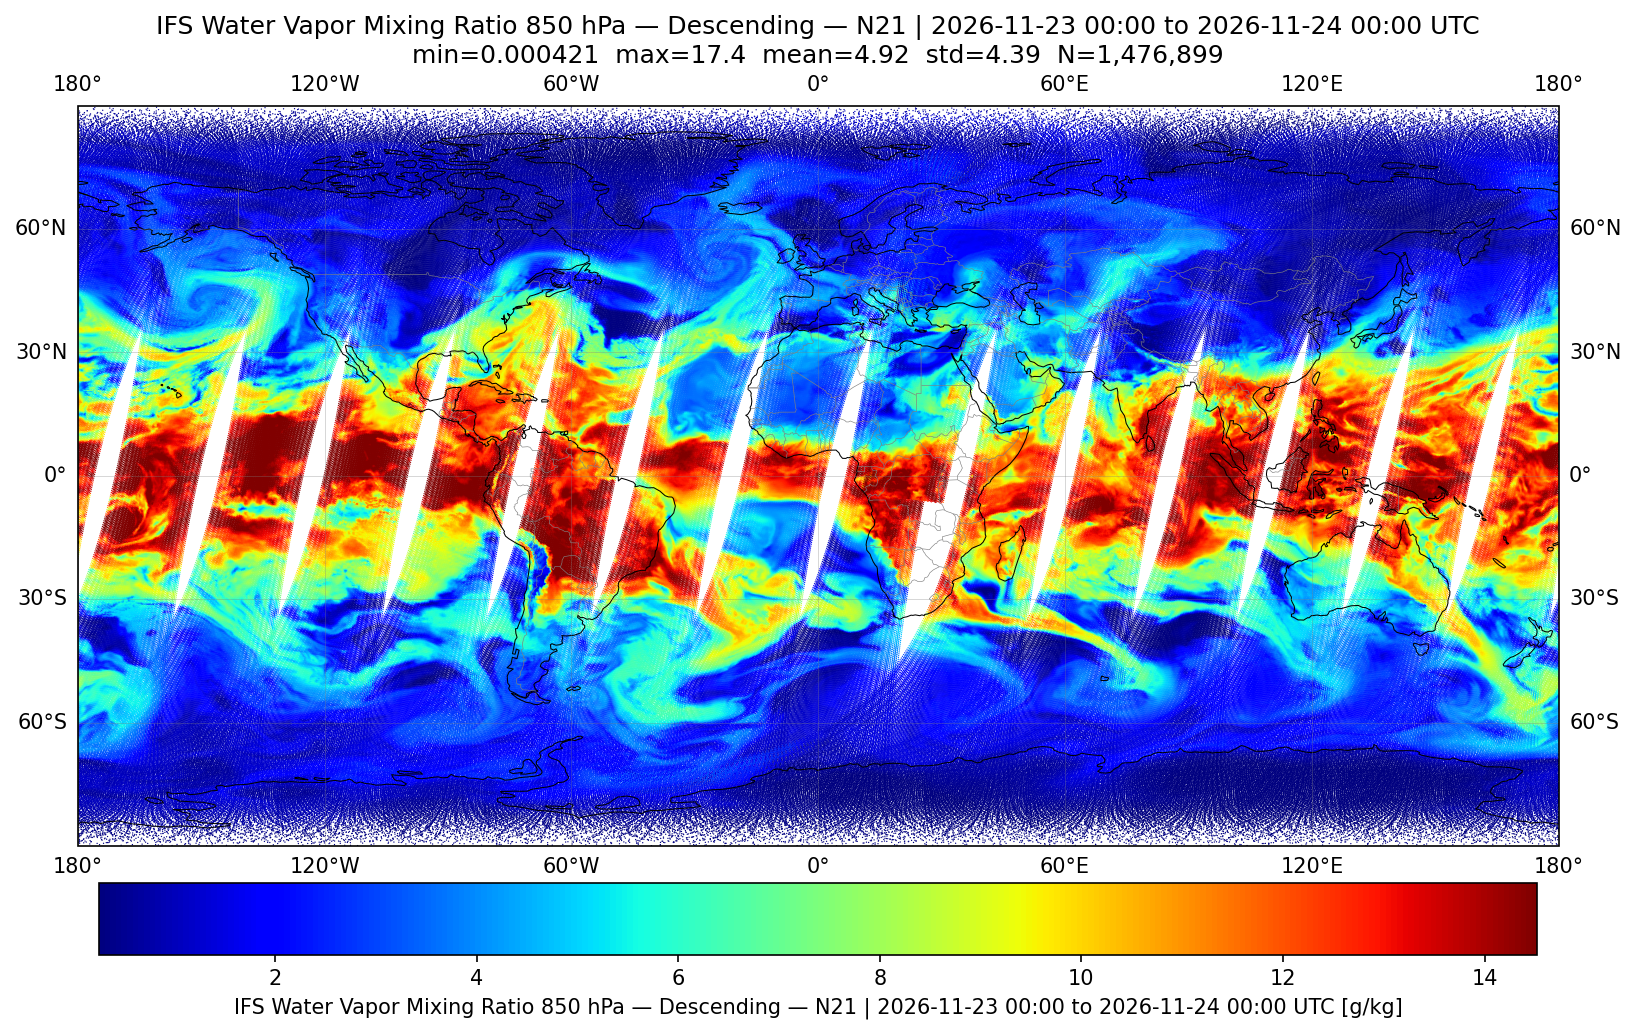 IFS Water Vapor Mixing Ratio 850 hPa — Descending — N21 | 2026-11-23 00:00 to 2026-11-24 00:00 UTC
min=0.000421  max=17.4  mean=4.92  std=4.39  N=1,476,899
180° 120°W 60°W 0° 60°E 120°E 180°
60°N 60°N
30°N 30°N
0° 0°
30°S 30°S
60°S 60°S
180° 120°W 60°W 0° 60°E 120°E 180°
2 4 6 8 10 12 14
IFS Water Vapor Mixing Ratio 850 hPa — Descending — N21 | 2026-11-23 00:00 to 2026-11-24 00:00 UTC [g/kg]